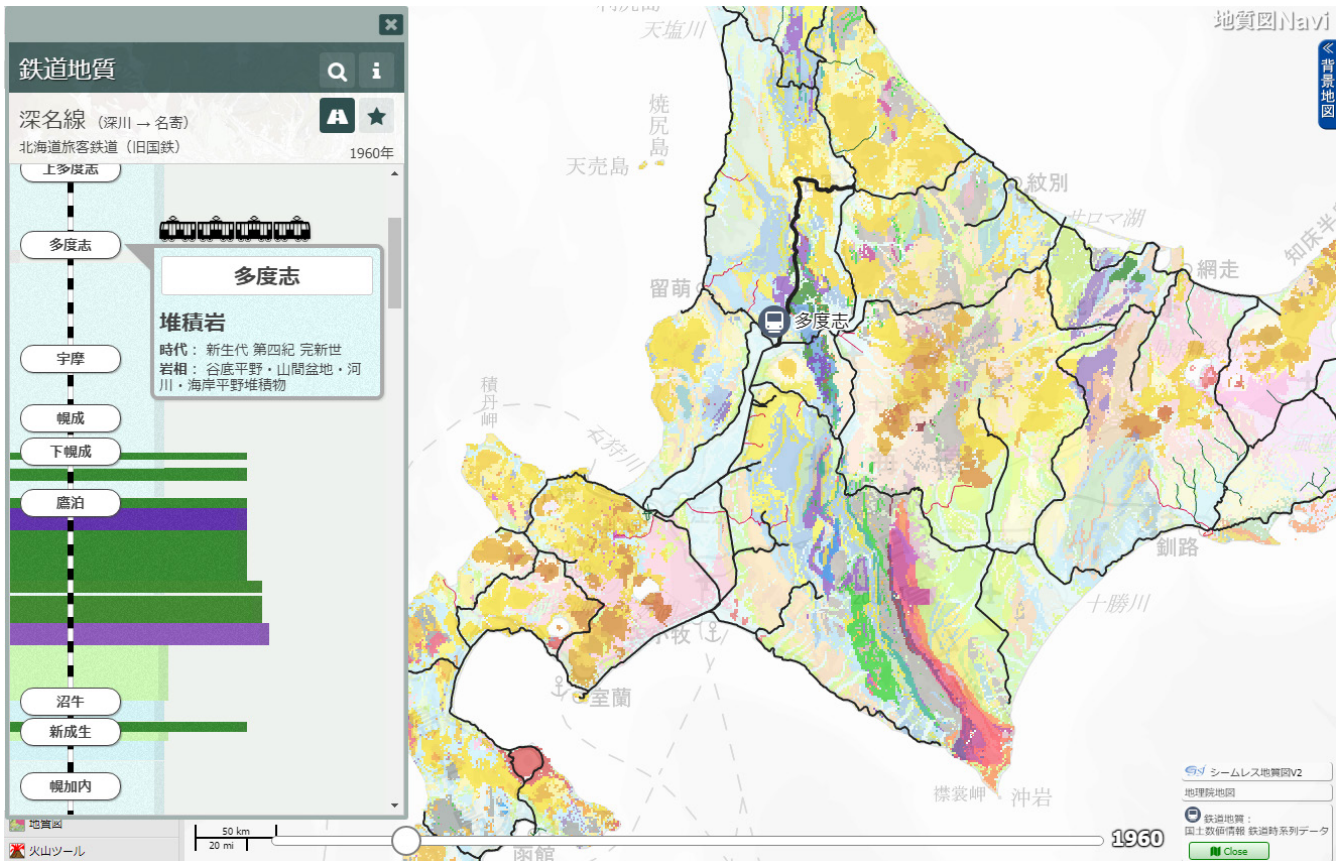 鉄道地質
深名線 (深川 → 名寄)
北海道旅客鉄道(旧国鉄)
1960年
上多度志
多度志
多度志
堆積岩
時代: 新生代 第四紀 完新世
岩相: 谷底平野・山間盆地・河
川・海岸平野堆積物
宇摩
幌成
下幌成
鷹泊
沼牛
新成生
幌加内
地質図
火山ツール
地質図Navi
背景地図
天塩川
焼尻島
天売島
紋別
サロマ湖
知床半
網走
留萌
多度志
積丹岬
石狩川
釧路
十勝川
室蘭
襟裳岬
沖岩
函館
50 km
20 mi
1960
シームレス地質図V2
地理院地図
鉄道地質:
国土数値情報 鉄道時系列データ
Close